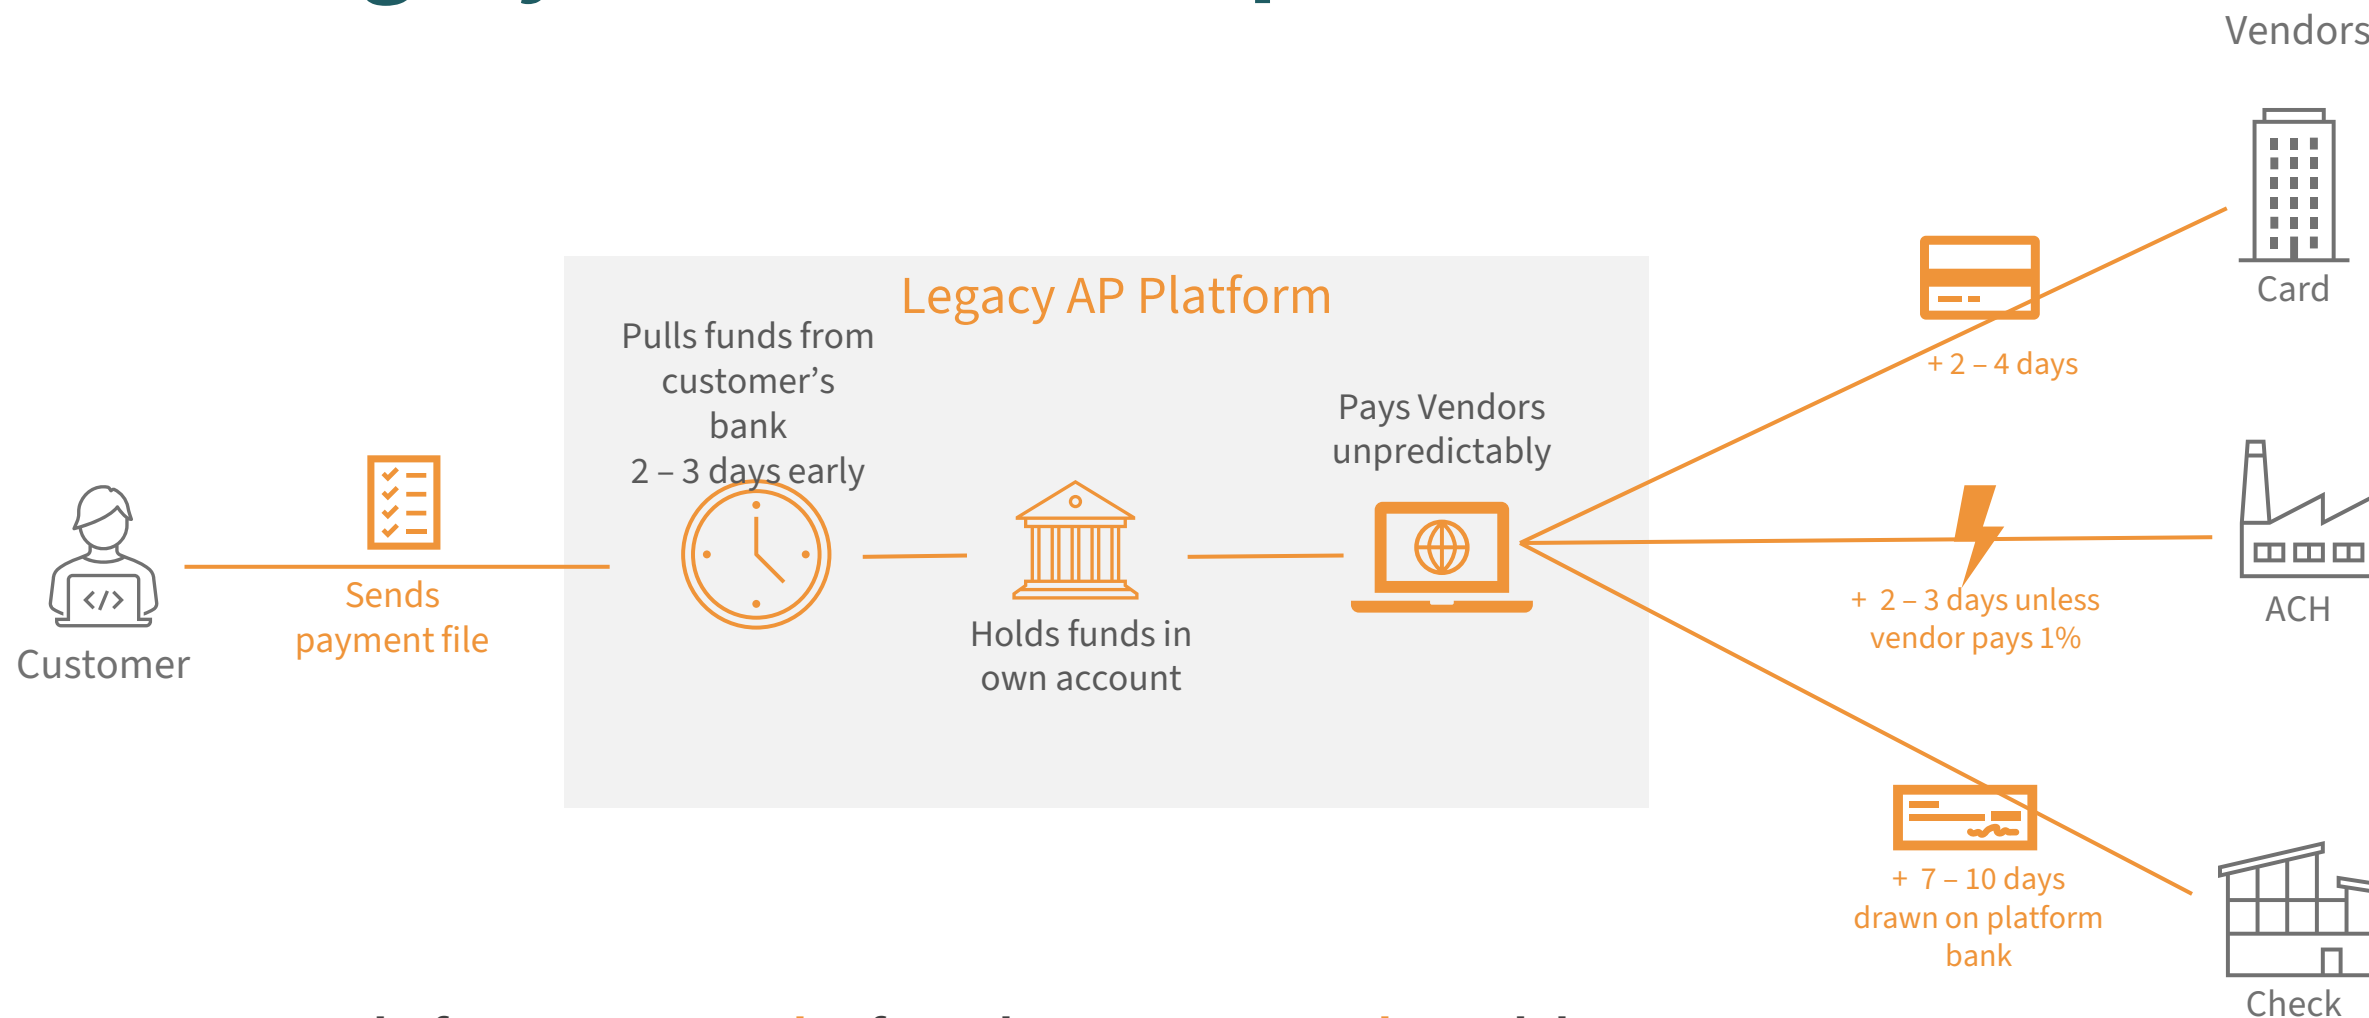 Vendors
Card
Legacy AP Platform
Pulls funds from
customer’s
bank
2 – 3 days early
+ 2 – 4 days
Pays Vendors
unpredictably
Sends
payment file
Customer
</>
Holds funds in
own account
+ 2 – 3 days unless
vendor pays 1%
ACH
+ 7 – 10 days
drawn on platform
bank
Check